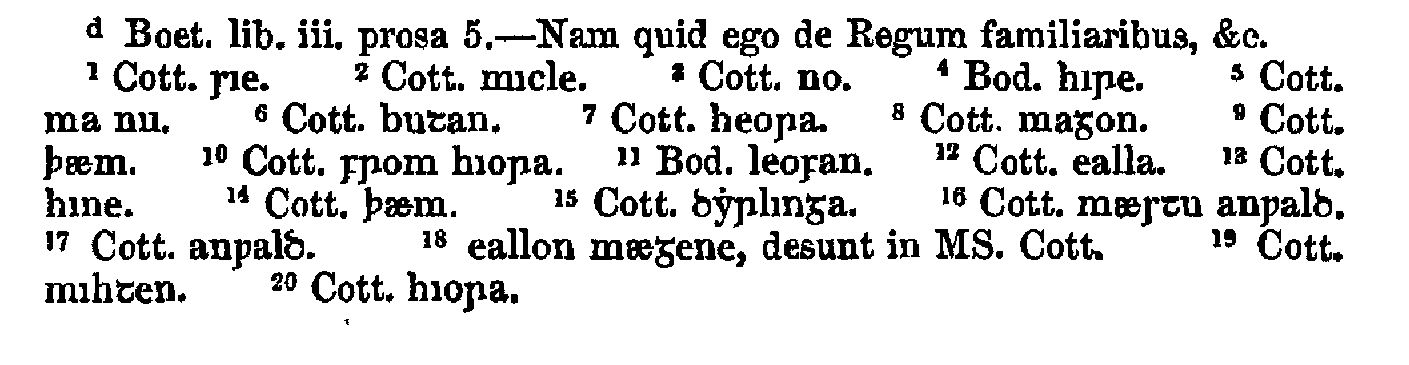 ᵈ Boet. lib. iii. prosa 5.—Nam quid ego de Regum familiaribus, &c.
¹ Cott. ꞅıe. ² Cott. mıcle. ³ Cott. no. ⁴ Bod. hıꞃe. ⁵ Cott.
ma nu. ⁶ Cott. buꞇan. ⁷ Cott. heoꞃa. ⁸ Cott. maᵹon. ⁹ Cott.
þæm. ¹⁰ Cott. ꝼꞃom hıoꞃa. ¹¹ Bod. leoꝼan. ¹² Cott. ealla. ¹³ Cott.
hıne. ¹⁴ Cott. þæm. ¹⁵ Cott. ꝺẏꞃlınᵹa. ¹⁶ Cott. mæꞅꞇu anƿalꝺ.
¹⁷ Cott. anƿalꝺ. ¹⁸ eallon mæᵹene, desunt in MS. Cott. ¹⁹ Cott.
mıhꞇen. ²⁰ Cott. hıoꞃa.